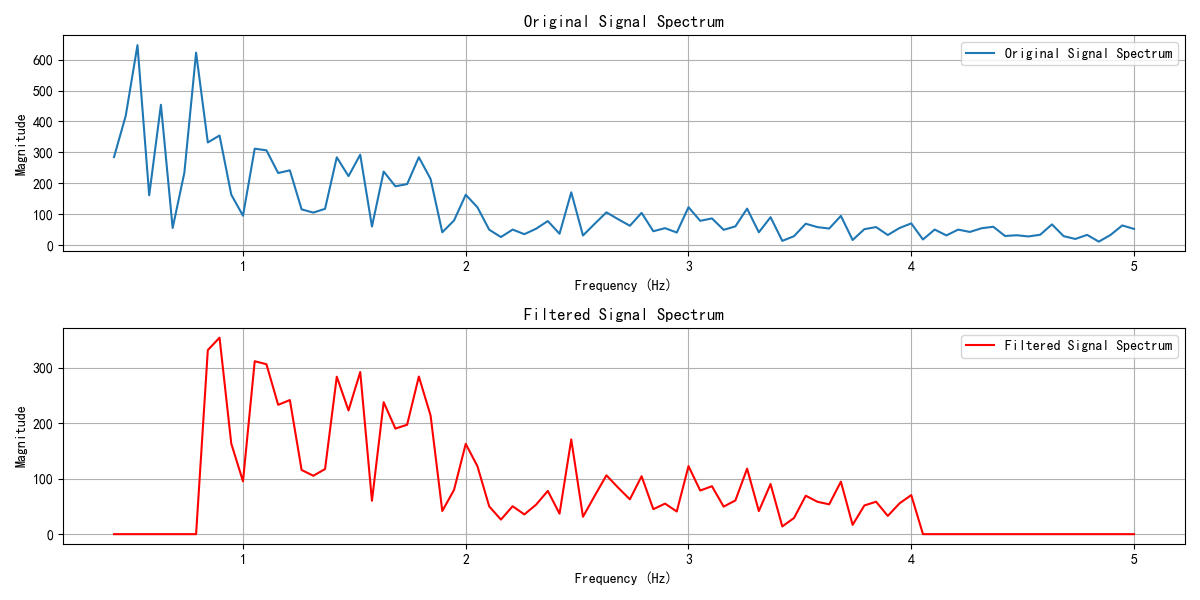 Original Signal Spectrum
Original Signal Spectrum
Magnitude
600
500
400
300
200
100
0
1 2 3 4 5
Frequency (Hz)
Filtered Signal Spectrum
Filtered Signal Spectrum
Magnitude
300
200
100
0
1 2 3 4 5
Frequency (Hz)